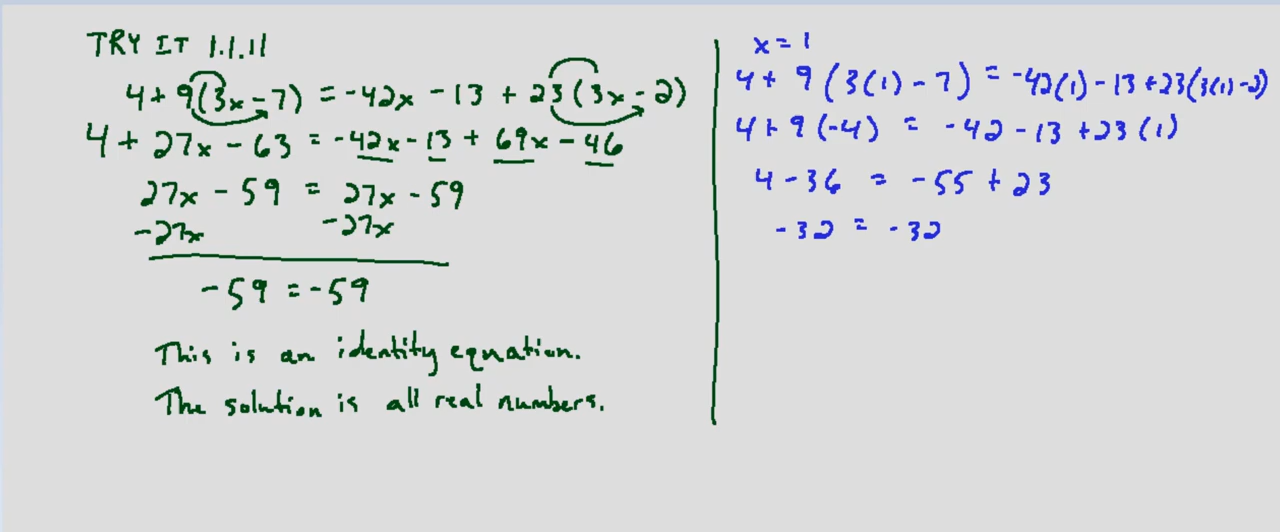 TRY IT 1.1.11
4 + 9(3x - 7) = -42x - 13 + 23(3x - 2)
4 + 27x - 63 = -42x - 13 + 69x - 46
27x - 59 = 27x - 59
-27x -27x
-59 = -59
This is an identity equation.
The solution is all real numbers.
x = 1
4 + 9(3(1) - 7) = -42(1) - 13 + 23(3(1) - 2)
4 + 9(-4) = -42 - 13 + 23(1)
4 - 36 = -55 + 23
-32 = -32